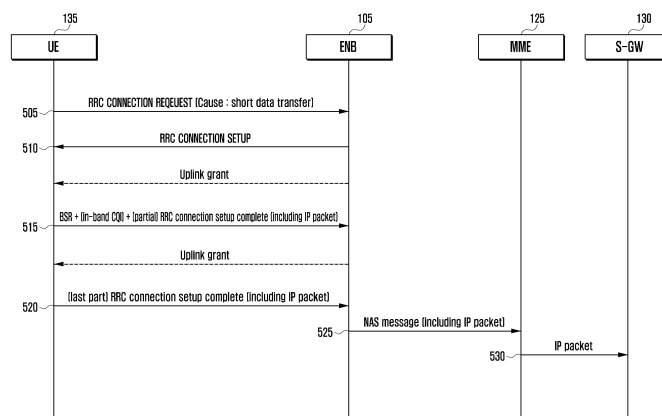 135
105
125
130
UE
ENB
MME
S-GW
RRC CONNECTION REQEUEST (Cause : short data transfer)
505
RRC CONNECTION SETUP
510
Uplink grant
BSR + (in-band CQI) + (partial) RRC connection setup complete (including IP packet)
515
Uplink grant
(last part) RRC connection setup complete (including IP packet)
520
NAS message (including IP packet)
525
IP packet
530